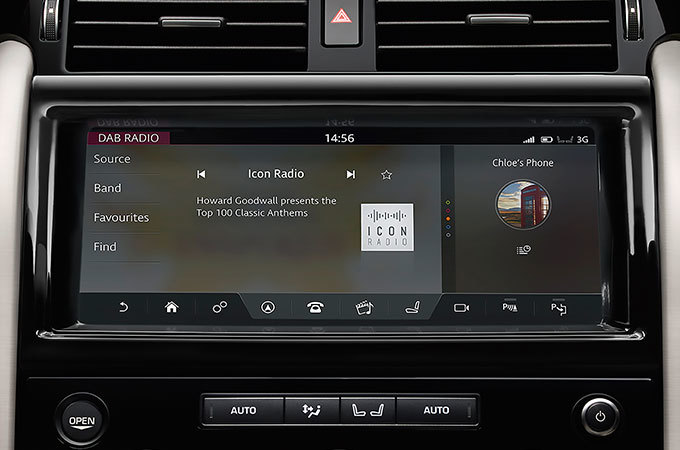 DAB RADIO
14:56
3G
Source
Band
Favourites
Find
Icon Radio
Howard Goodwall presents the
Top 100 Classic Anthems
ICON
RADIO
Chloe's Phone
OPEN
AUTO
AUTO